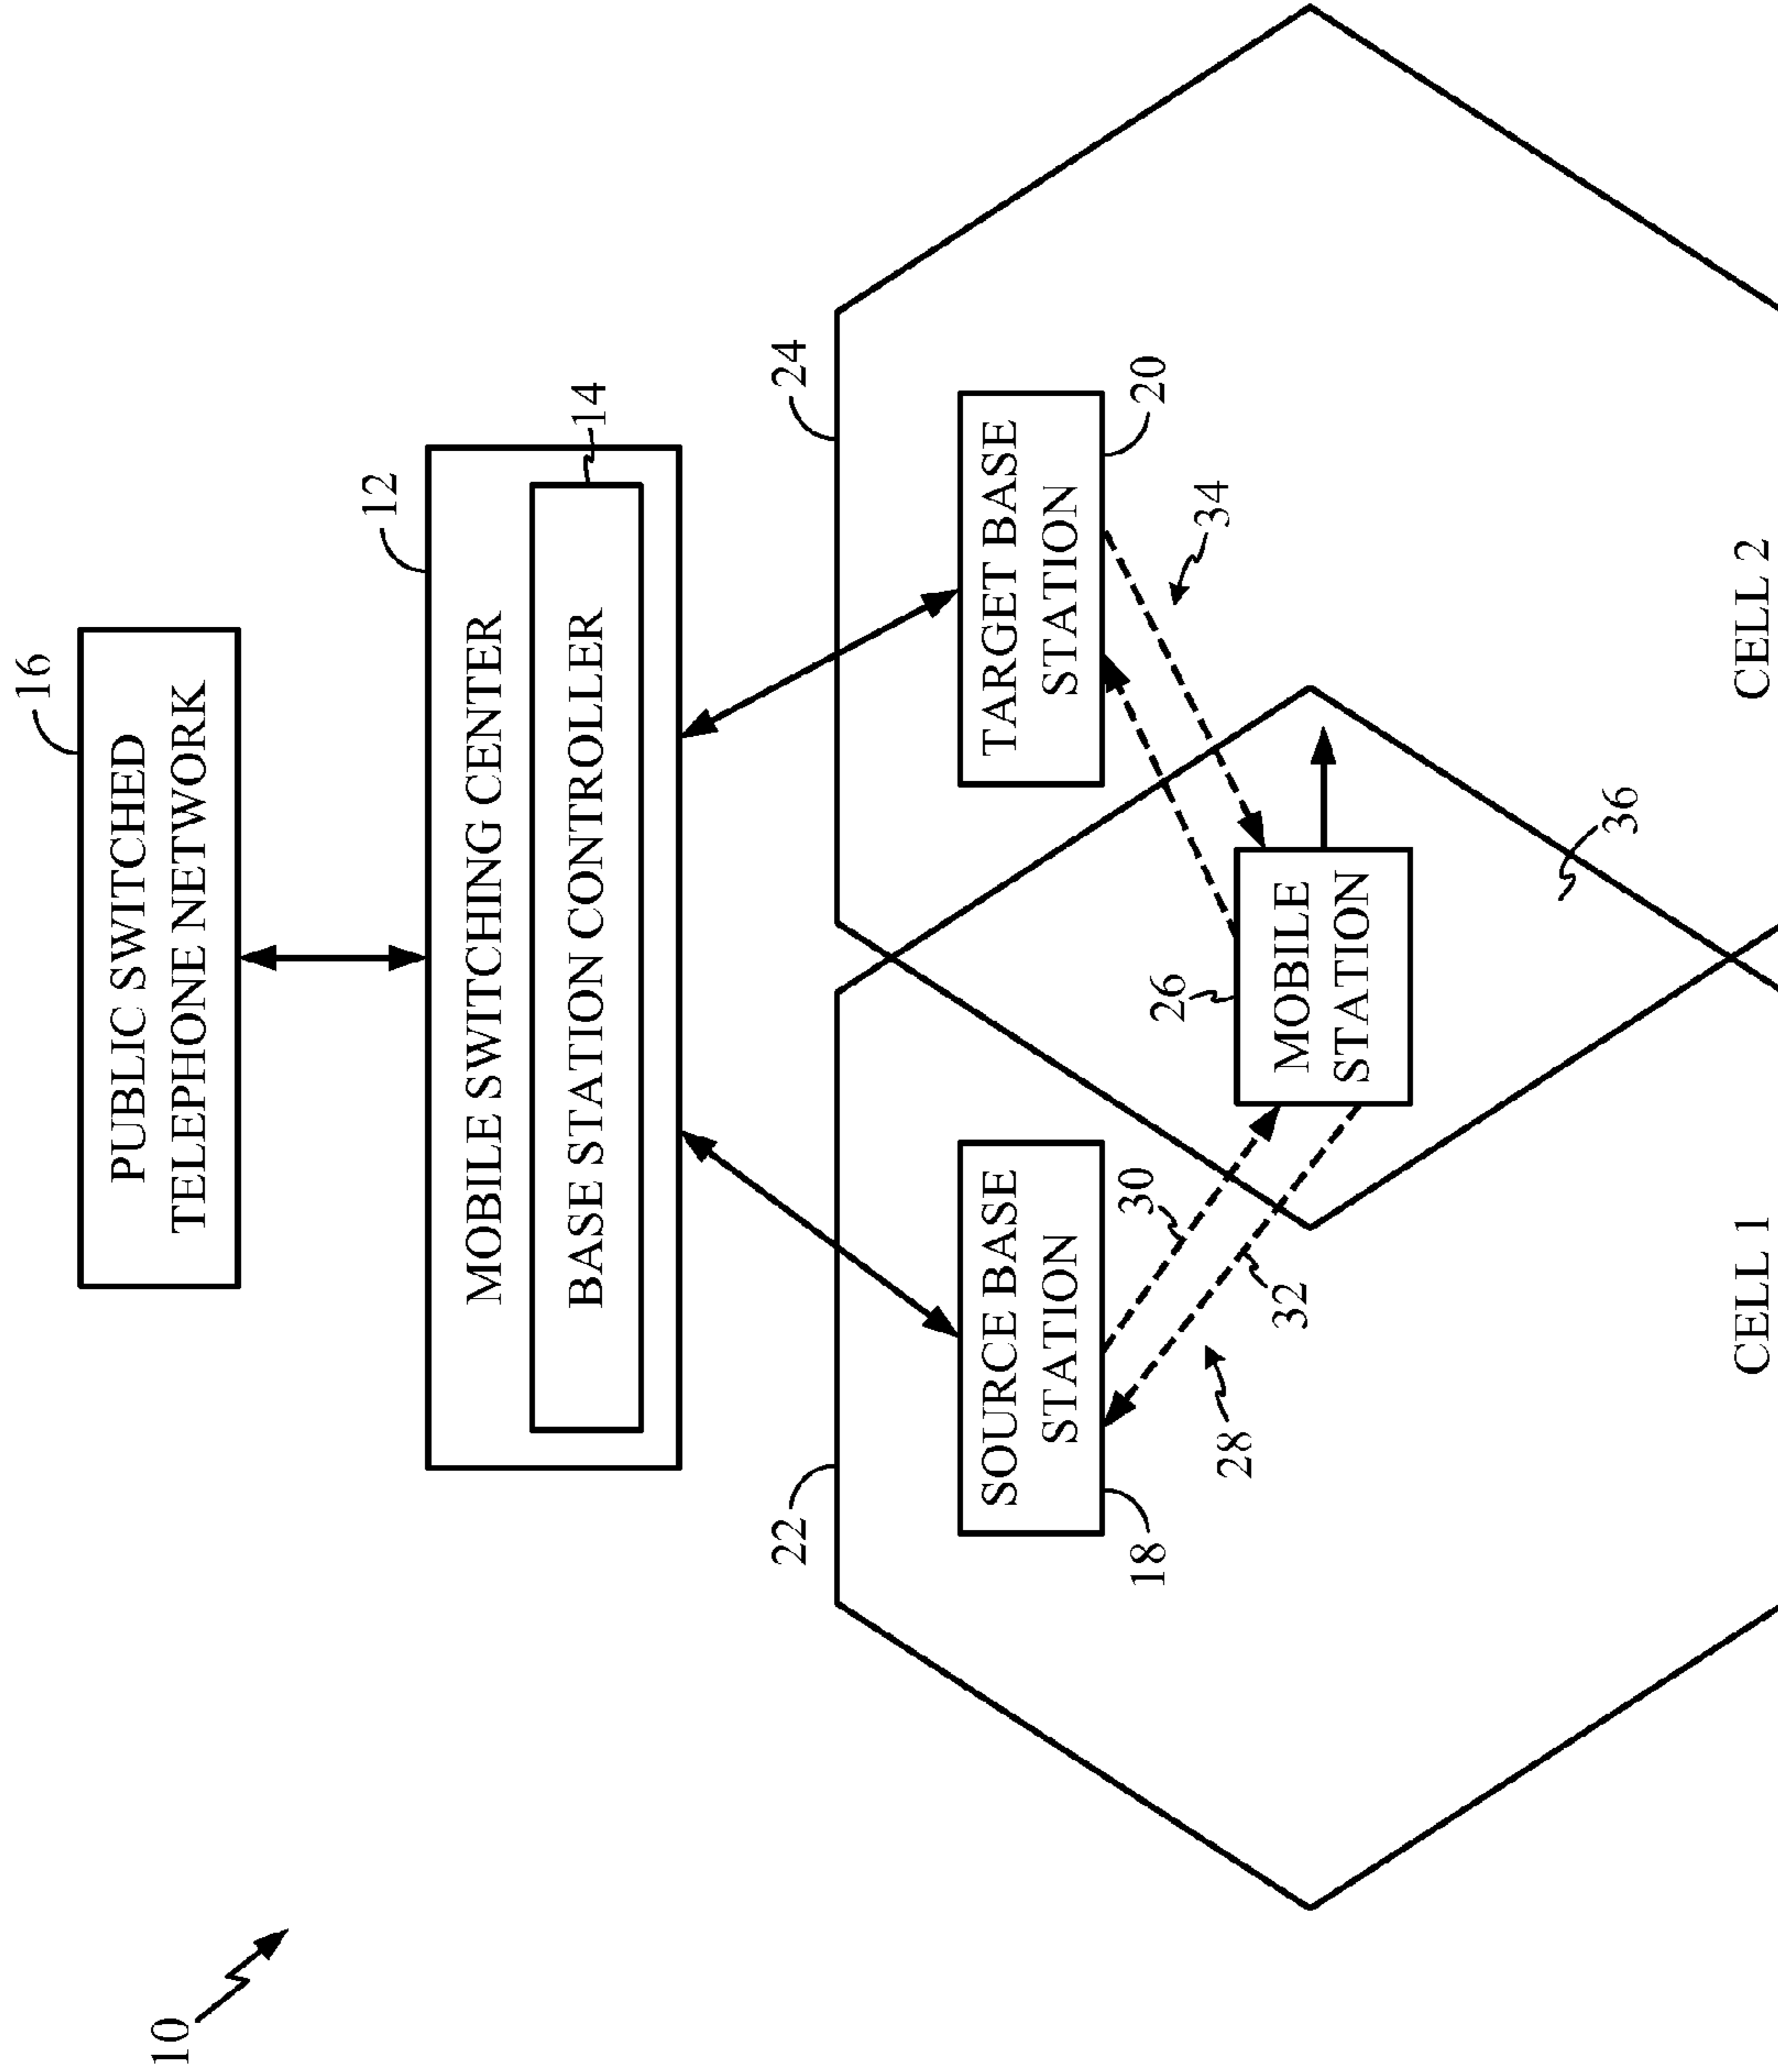 10
16
PUBLIC SWITCHED
TELEPHONE NETWORK
12
MOBILE SWITCHING CENTER
14
BASE STATION CONTROLLER
22
24
SOURCE BASE
STATION
TARGET BASE
STATION
18
30
26
20
28
32
34
MOBILE
STATION
36
CELL 1
CELL 2